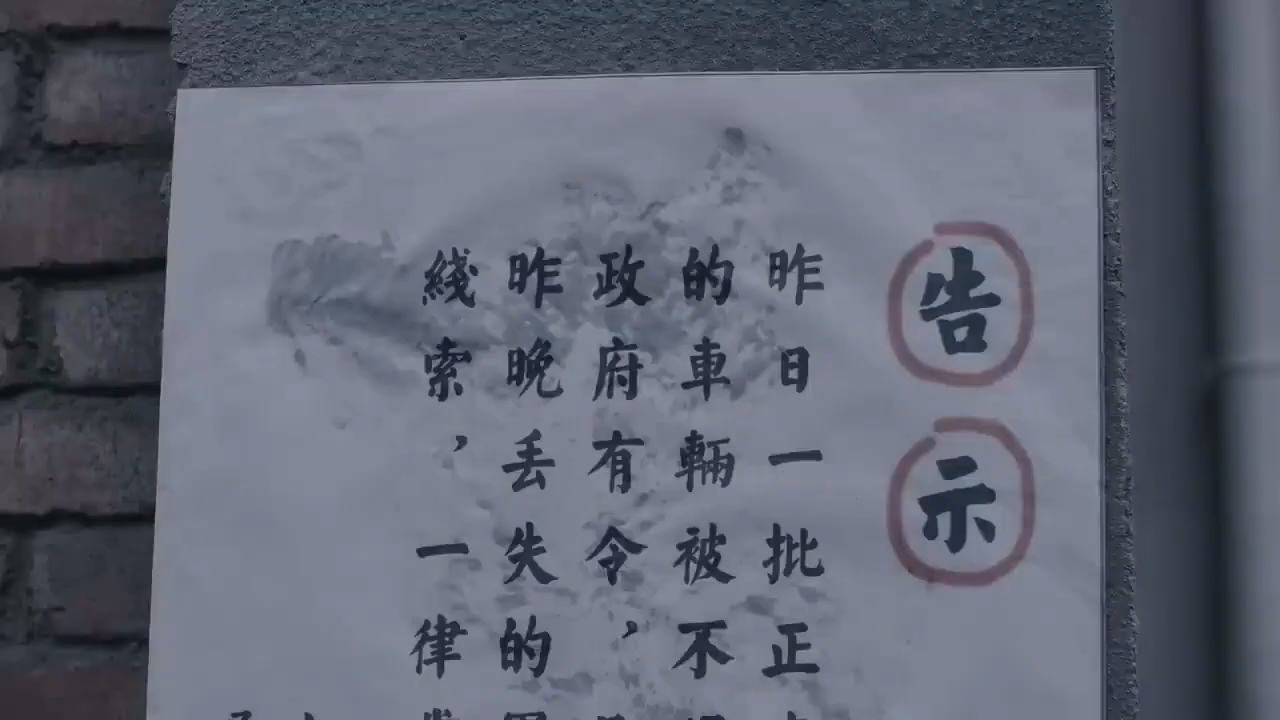 告示
昨日一批正
的車輛被不
政府有令，
昨晚丟失的
綫索，一律